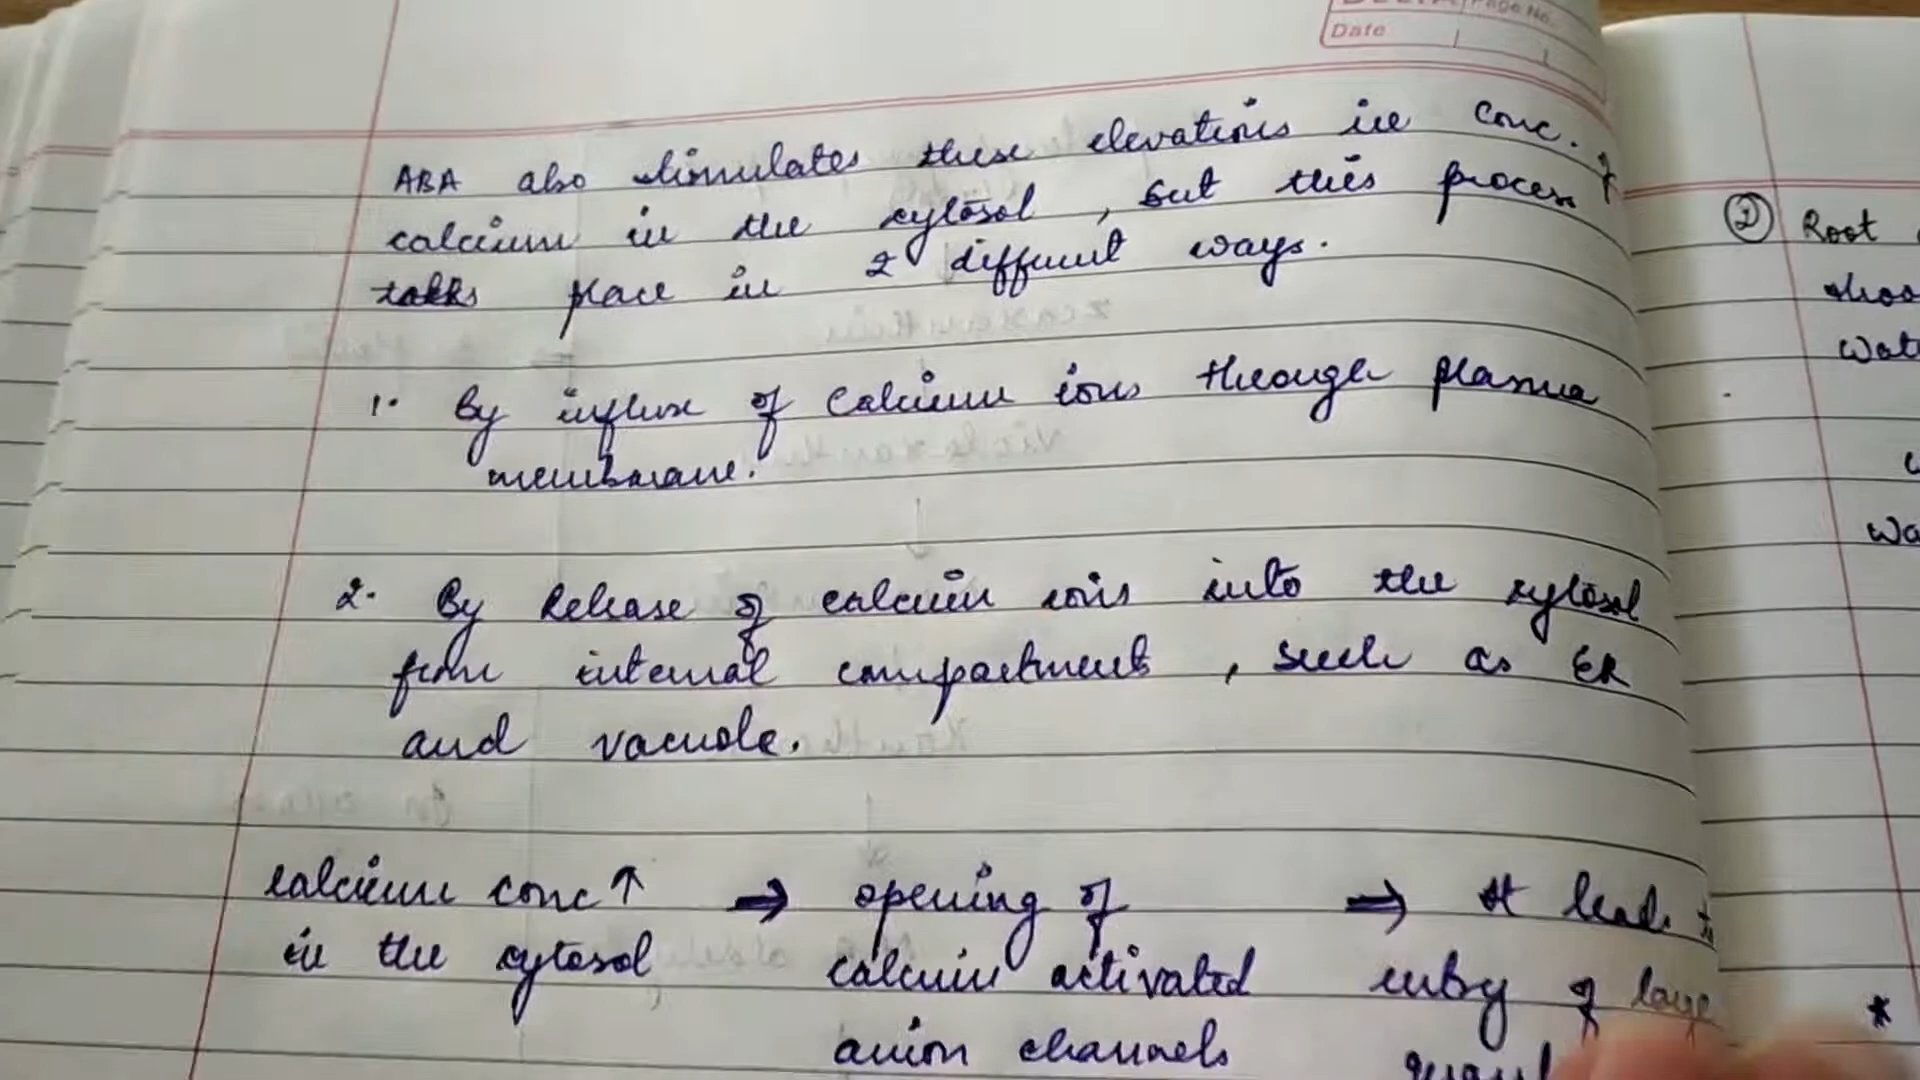 Page No.
Date
ABA also stimulates these elevations in conc. of
calcium in the cytosol, but this process
takes place in 2 different ways.
1. By influx of calcium ions through plasma
membrane.
2. By Release of calcium ions into the cytosol
from internal compartments, such as ER
and vacuole.
calcium conc ↑ ⇒ opening of ⇒ It leads to
in the cytosol calcium activated entry of large
anion channels
② Root
*